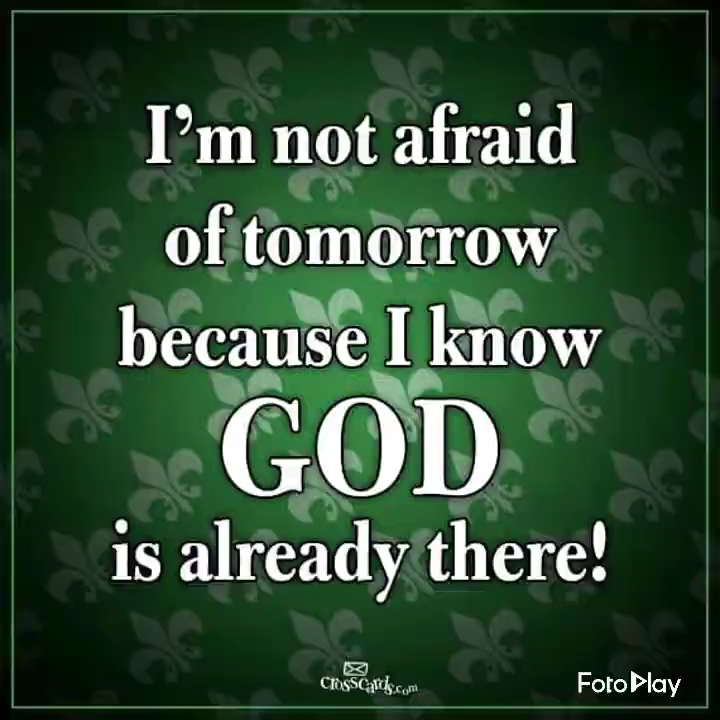 I'm not afraid
of tomorrow
because I know
GOD
is already there!
crosscards.com
FotoPlay